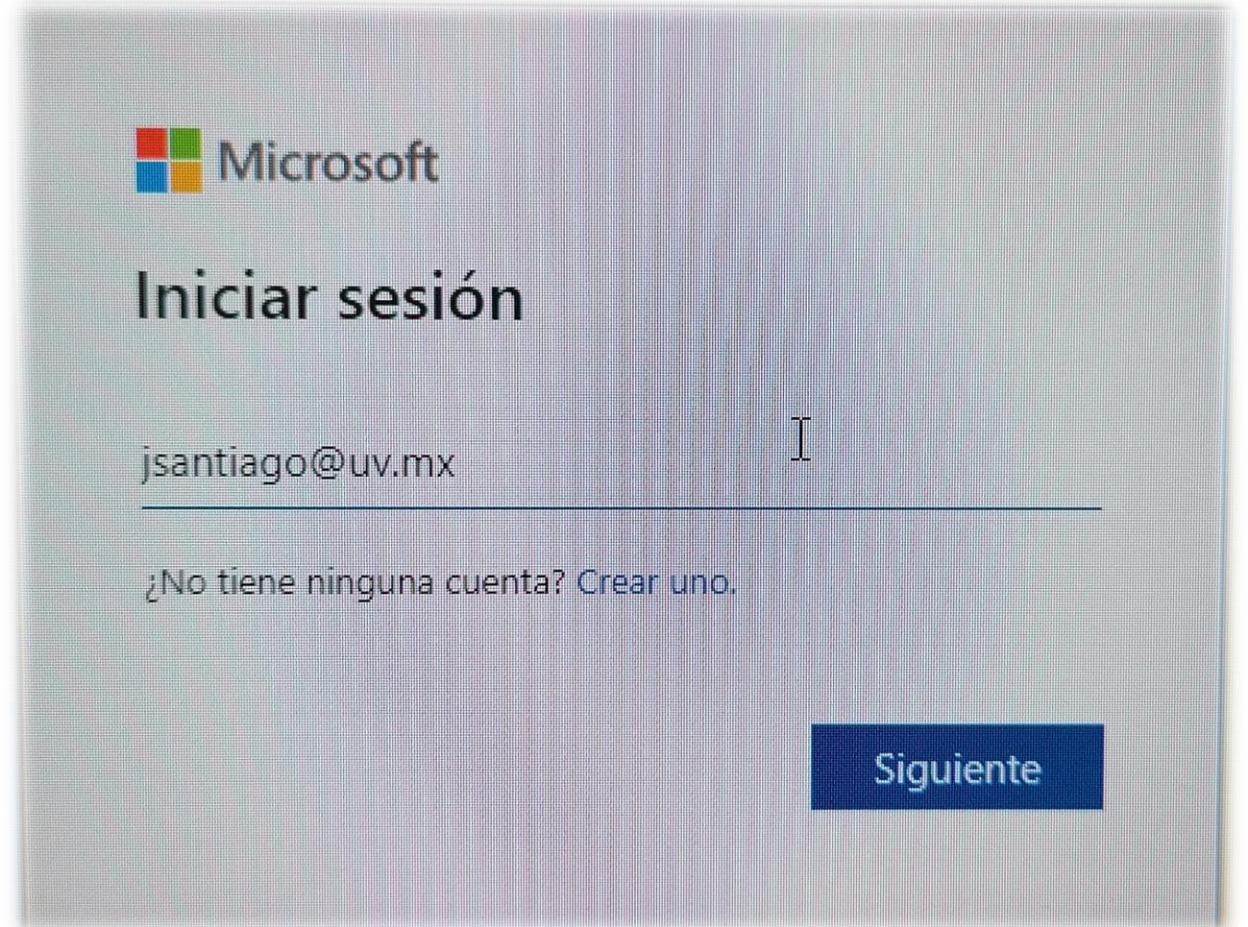 Microsoft
Iniciar sesión
jsantiago@uv.mx
¿No tiene ninguna cuenta? Crear uno.
Siguiente